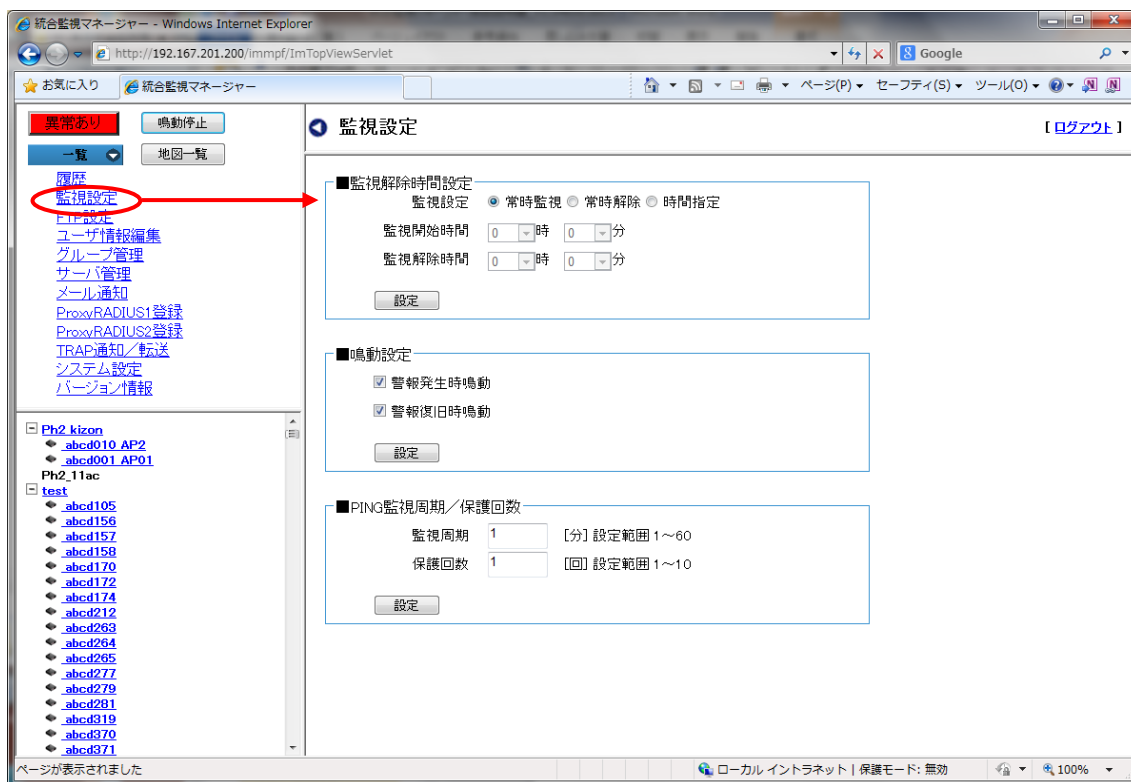 統合監視マネージャー - Windows Internet Explorer
http://192.167.201.200/immpf/ImTopViewServlet
Google
お気に入り
統合監視マネージャー
ページ(P) セーフティ(S) ツール(O)
異常あり 鳴動停止
一覧 地図一覧
履歴
監視設定
FTP設定
ユーザ情報編集
グループ管理
サーバ管理
メール通知
ProxyRADIUS1登録
ProxyRADIUS2登録
TRAP通知／転送
システム設定
バージョン情報
Ph2 kizon
abcd010 AP2
abcd001 AP01
Ph2_11ac
test
abcd105
abcd156
abcd157
abcd158
abcd170
abcd172
abcd174
abcd212
abcd263
abcd264
abcd265
abcd277
abcd279
abcd281
abcd319
abcd370
abcd371
監視設定 [ ログアウト ]
■監視解除時間設定
監視設定 常時監視 常時解除 時間指定
監視開始時間 0 時 0 分
監視解除時間 0 時 0 分
設定
■鳴動設定
警報発生時鳴動
警報復旧時鳴動
設定
■PING監視周期／保護回数
監視周期 1 [分] 設定範囲 1～60
保護回数 1 [回] 設定範囲 1～10
設定
ページが表示されました
ローカル イントラネット | 保護モード: 無効
100%